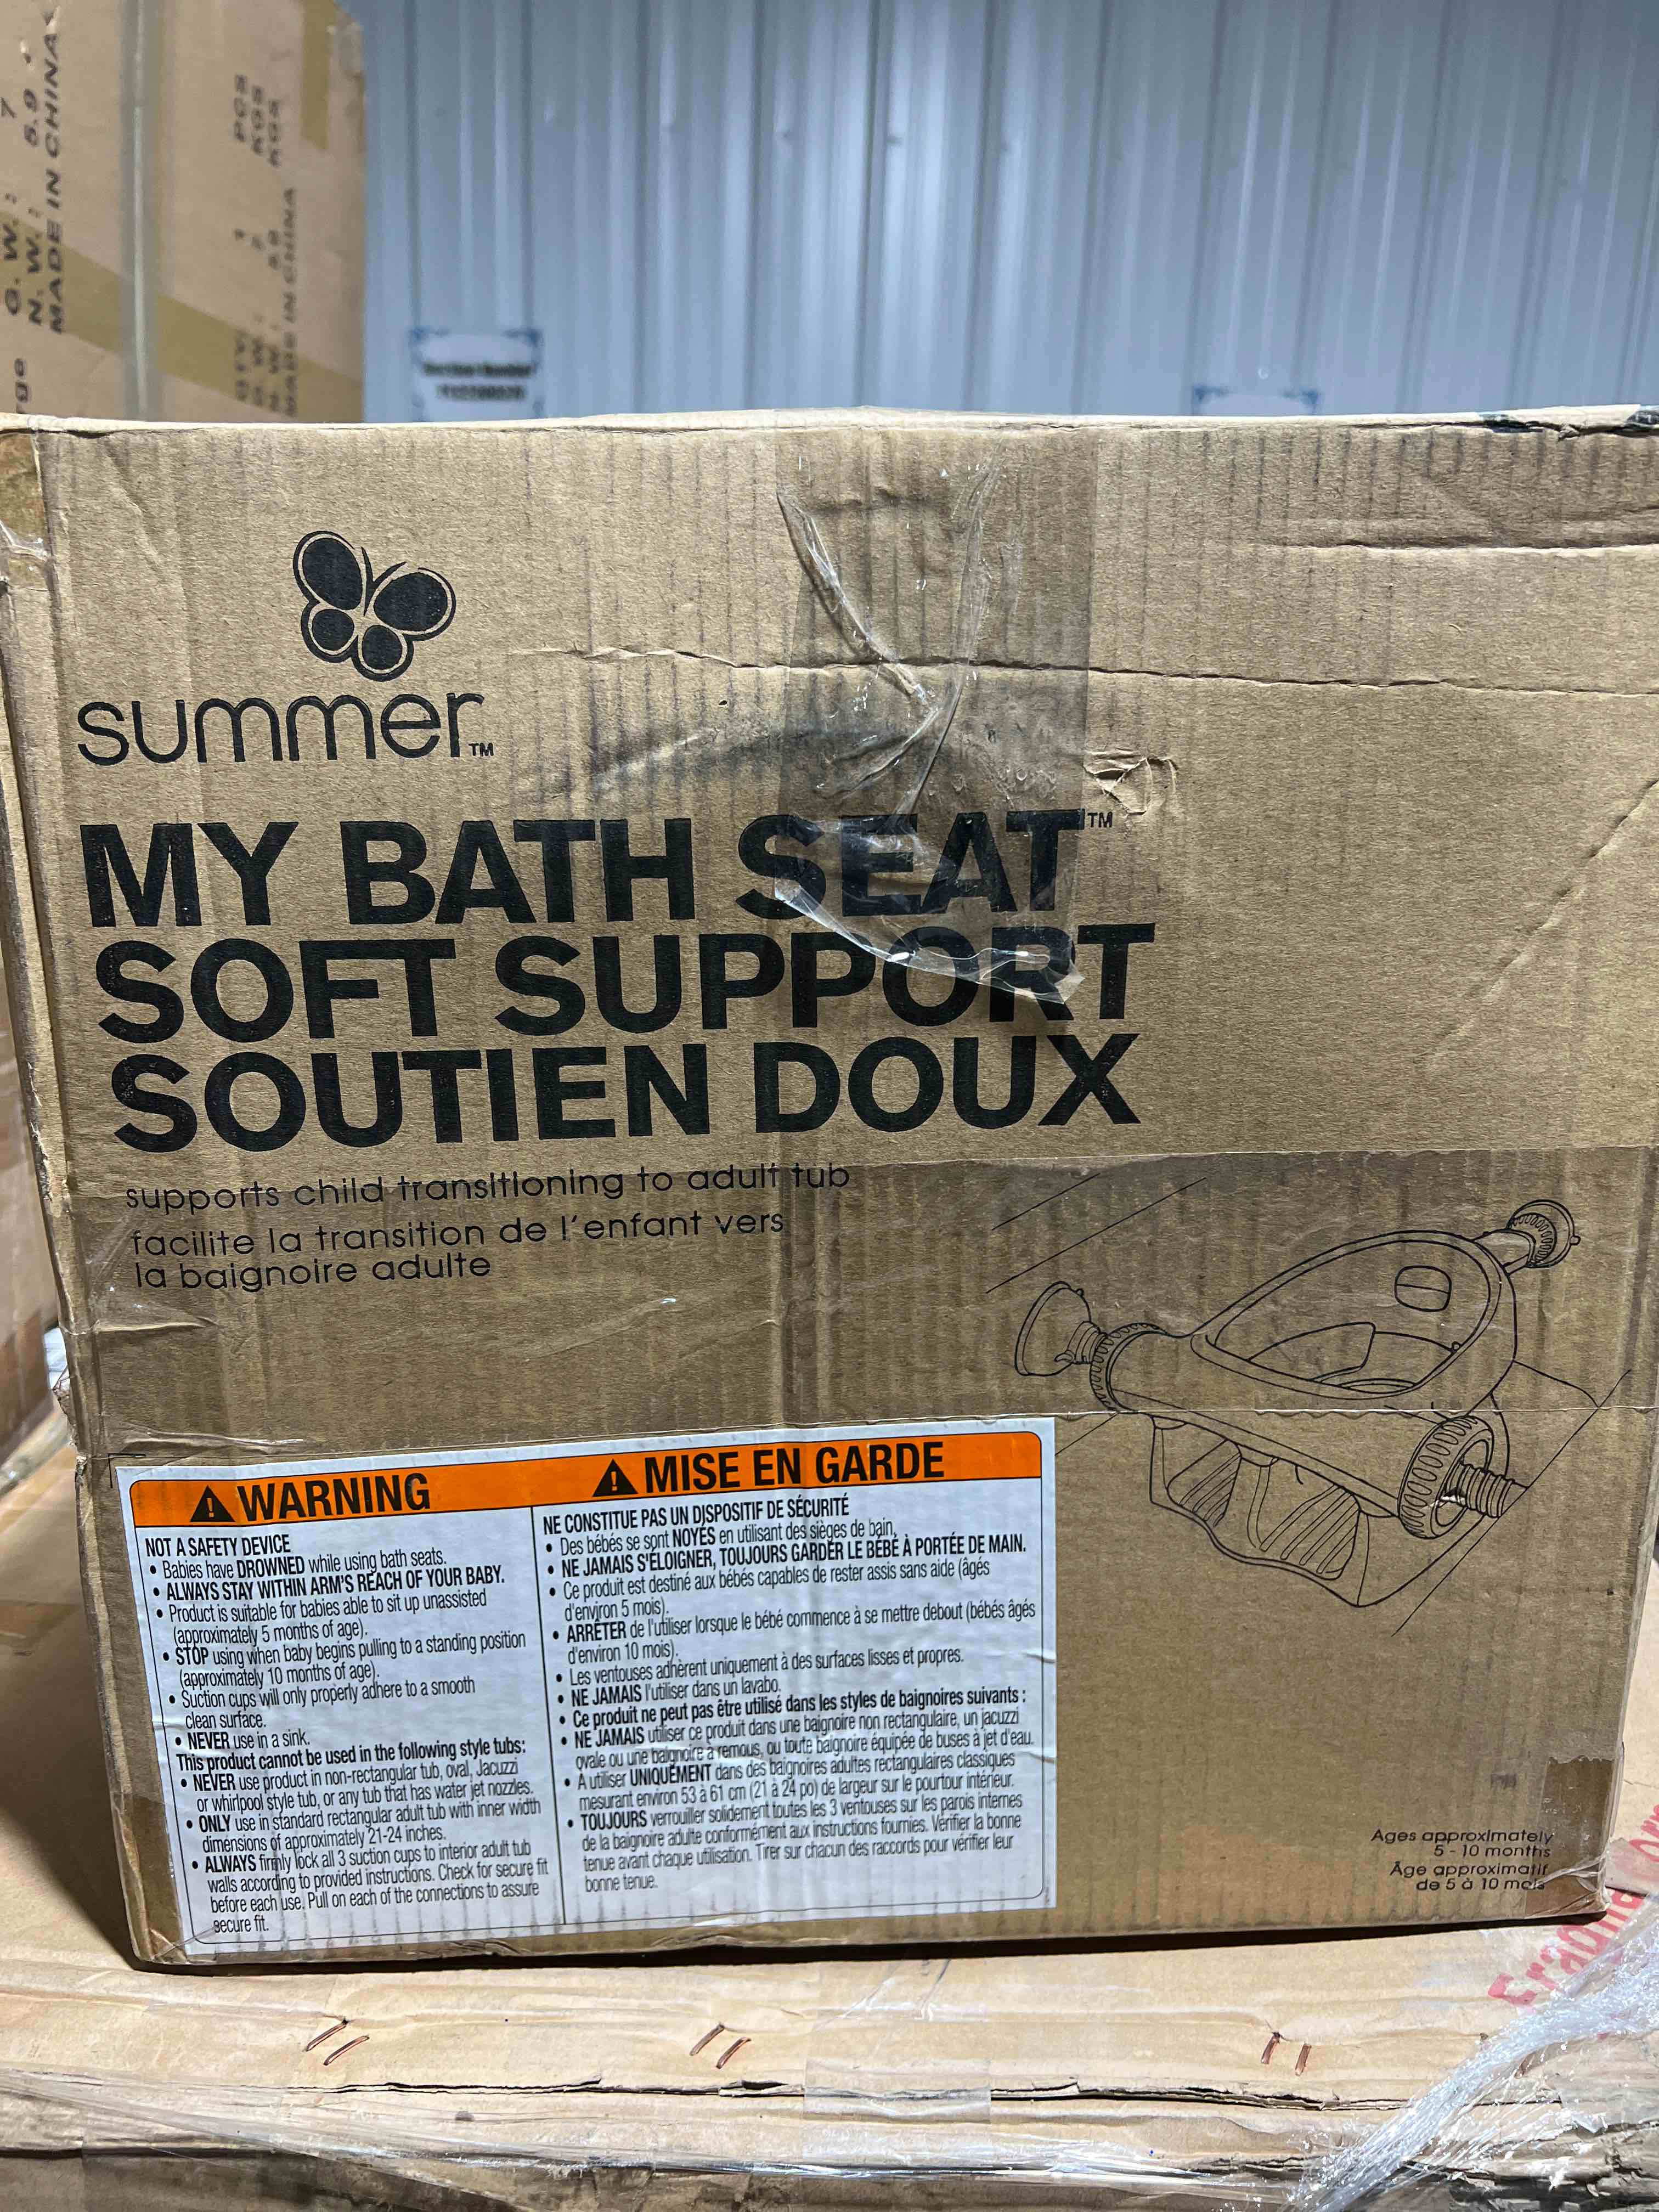 G. W. : 7
N. W. : 5.9
MADE IN CHINA
PCS
KGS
KGS
MADE IN CHINA
summer™
MY BATH SEAT™
SOFT SUPPORT
SOUTIEN DOUX
supports child transitioning to adult tub
facilite la transition de l'enfant vers
la baignoire adulte
⚠ WARNING
NOT A SAFETY DEVICE
• Babies have DROWNED while using bath seats.
• ALWAYS STAY WITHIN ARM'S REACH OF YOUR BABY.
• Product is suitable for babies able to sit up unassisted
(approximately 5 months of age).
• STOP using when baby begins pulling to a standing position
(approximately 10 months of age).
• Suction cups will only properly adhere to a smooth
clean surface.
• NEVER use in a sink.
This product cannot be used in the following style tubs:
• NEVER use product in non-rectangular tub, oval, Jacuzzi
or whirlpool style tub, or any tub that has water jet nozzles.
• ONLY use in standard rectangular adult tub with inner width
dimensions of approximately 21-24 inches.
• ALWAYS firmly lock all 3 suction cups to interior adult tub
walls according to provided instructions. Check for secure fit
before each use. Pull on each of the connections to assure
secure fit.
⚠ MISE EN GARDE
NE CONSTITUE PAS UN DISPOSITIF DE SÉCURITÉ
• Des bébés se sont NOYÉS en utilisant des sièges de bain.
• NE JAMAIS S'ÉLOIGNER, TOUJOURS GARDER LE BÉBÉ À PORTÉE DE MAIN.
• Ce produit est destiné aux bébés capables de rester assis sans aide (âgés
d'environ 5 mois).
• ARRÊTER de l'utiliser lorsque le bébé commence à se mettre debout (bébés âgés
d'environ 10 mois).
• Les ventouses adhèrent uniquement à des surfaces lisses et propres.
• NE JAMAIS l'utiliser dans un lavabo.
• Ce produit ne peut pas être utilisé dans les styles de baignoires suivants :
• NE JAMAIS utiliser ce produit dans une baignoire non rectangulaire, un jacuzzi
ovale ou une baignoire à remous, ou toute baignoire équipée de buses à jet d'eau.
• À utiliser UNIQUEMENT dans des baignoires adultes rectangulaires classiques
mesurant environ 53 à 61 cm (21 à 24 po) de largeur sur le pourtour intérieur.
• TOUJOURS verrouiller solidement toutes les 3 ventouses sur les parois internes
de la baignoire adulte conformément aux instructions fournies. Vérifier la bonne
tenue avant chaque utilisation. Tirer sur chacun des raccords pour vérifier leur
bonne tenue.
Ages approximately
5 - 10 months
Âge approximatif
de 5 à 10 mois